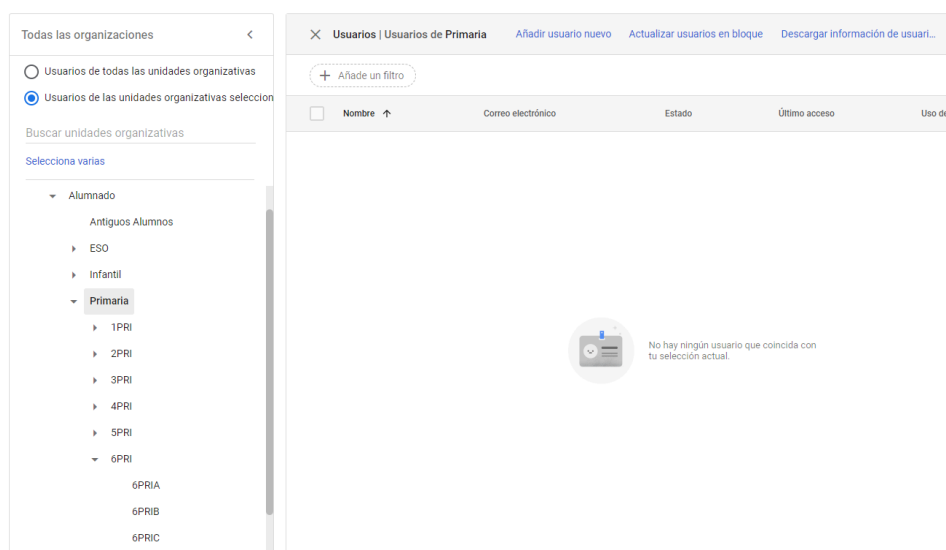 Todas las organizaciones
Usuarios de todas las unidades organizativas
Usuarios de las unidades organizativas seleccion
Buscar unidades organizativas
Selecciona varias
Alumnado
Antiguos Alumnos
ESO
Infantil
Primaria
1PRI
2PRI
3PRI
4PRI
5PRI
6PRI
6PRIA
6PRIB
6PRIC
Usuarios | Usuarios de Primaria Añadir usuario nuevo Actualizar usuarios en bloque Descargar información de usuari...
Añade un filtro
Nombre Correo electrónico Estado Último acceso Uso de
No hay ningún usuario que coincida con
tu selección actual.